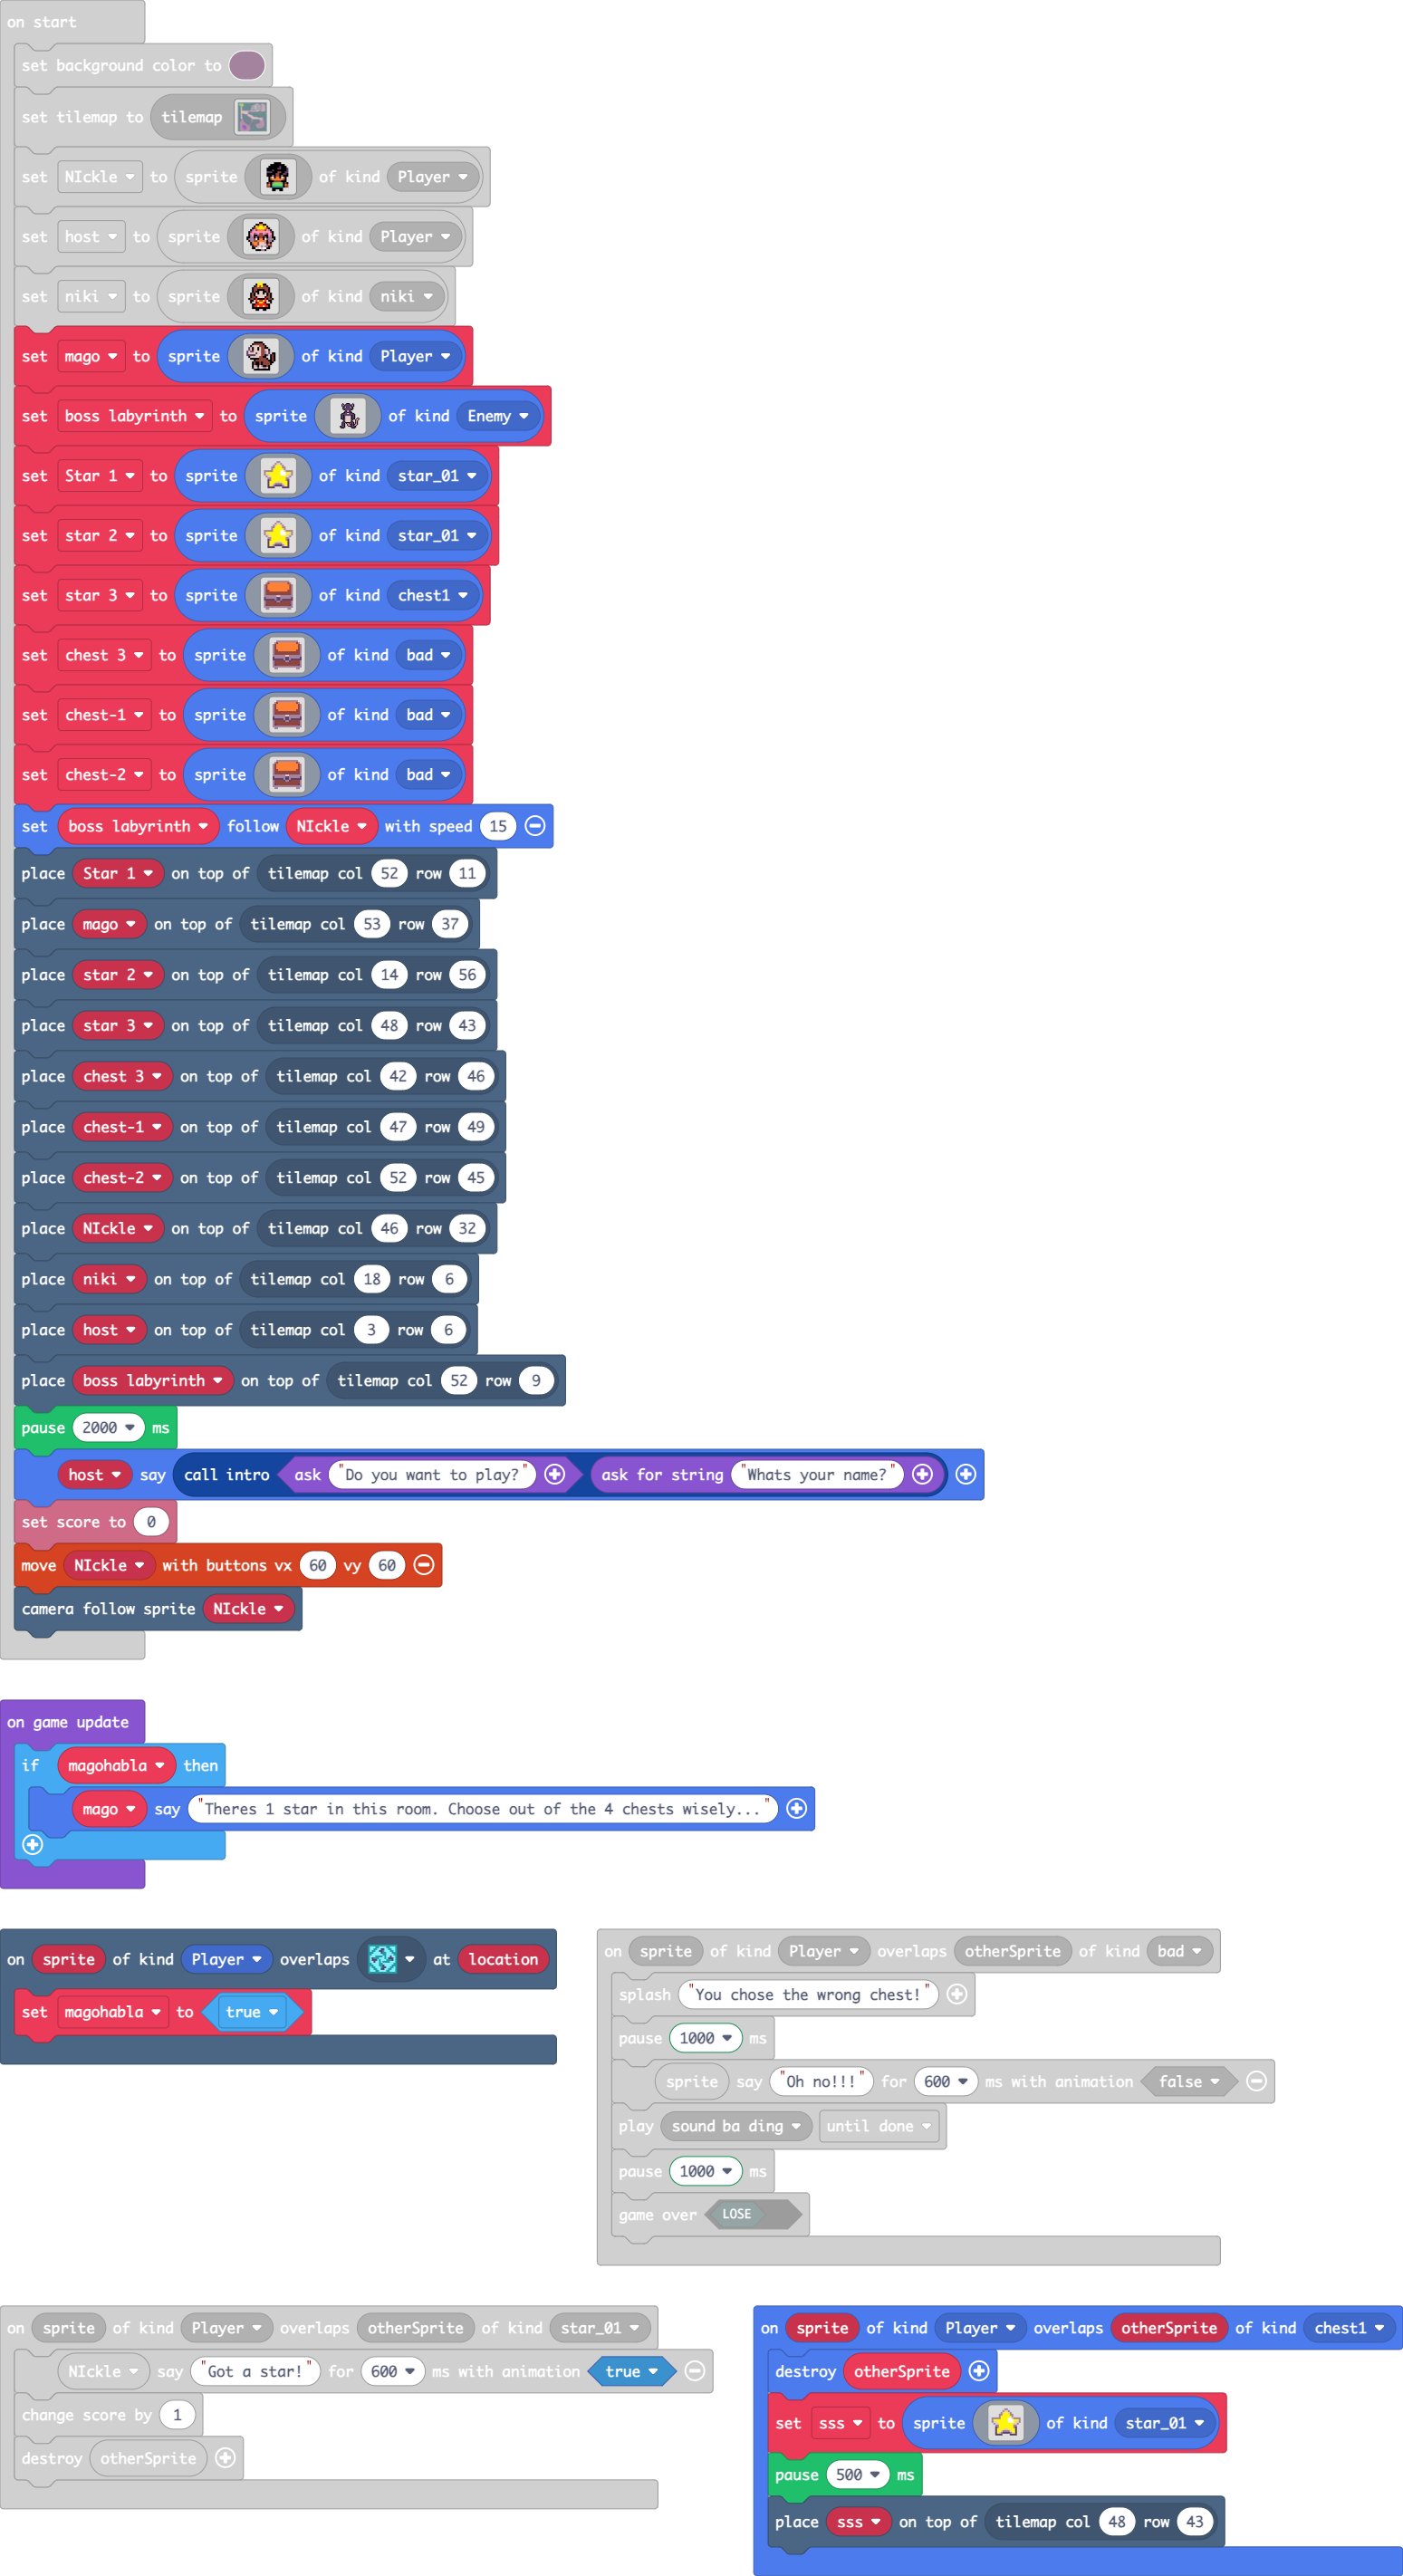 on start
set background color to
set tilemap to tilemap
set NIckle to sprite of kind Player
set host to sprite of kind Player
set niki to sprite of kind niki
set mago to sprite of kind Player
set boss labyrinth to sprite of kind Enemy
set Star 1 to sprite of kind star_01
set star 2 to sprite of kind star_01
set star 3 to sprite of kind chest1
set chest 3 to sprite of kind bad
set chest-1 to sprite of kind bad
set chest-2 to sprite of kind bad
set boss labyrinth follow NIckle with speed 15
place Star 1 on top of tilemap col 52 row 11
place mago on top of tilemap col 53 row 37
place star 2 on top of tilemap col 14 row 56
place star 3 on top of tilemap col 48 row 43
place chest 3 on top of tilemap col 42 row 46
place chest-1 on top of tilemap col 47 row 49
place chest-2 on top of tilemap col 52 row 45
place NIckle on top of tilemap col 46 row 32
place niki on top of tilemap col 18 row 6
place host on top of tilemap col 3 row 6
place boss labyrinth on top of tilemap col 52 row 9
pause 2000 ms
host say call intro ask "Do you want to play?" ask for string "Whats your name?"
set score to 0
move NIckle with buttons vx 60 vy 60
camera follow sprite NIckle
on game update
if magohabla then
mago say "Theres 1 star in this room. Choose out of the 4 chests wisely..."
on sprite of kind Player overlaps at location
set magohabla to true
on sprite of kind Player overlaps otherSprite of kind bad
splash "You chose the wrong chest!"
pause 1000 ms
sprite say "Oh no!!!" for 600 ms with animation false
play sound ba ding until done
pause 1000 ms
game over LOSE
on sprite of kind Player overlaps otherSprite of kind star_01
NIckle say "Got a star!" for 600 ms with animation true
change score by 1
destroy otherSprite
on sprite of kind Player overlaps otherSprite of kind chest1
destroy otherSprite
set sss to sprite of kind star_01
pause 500 ms
place sss on top of tilemap col 48 row 43